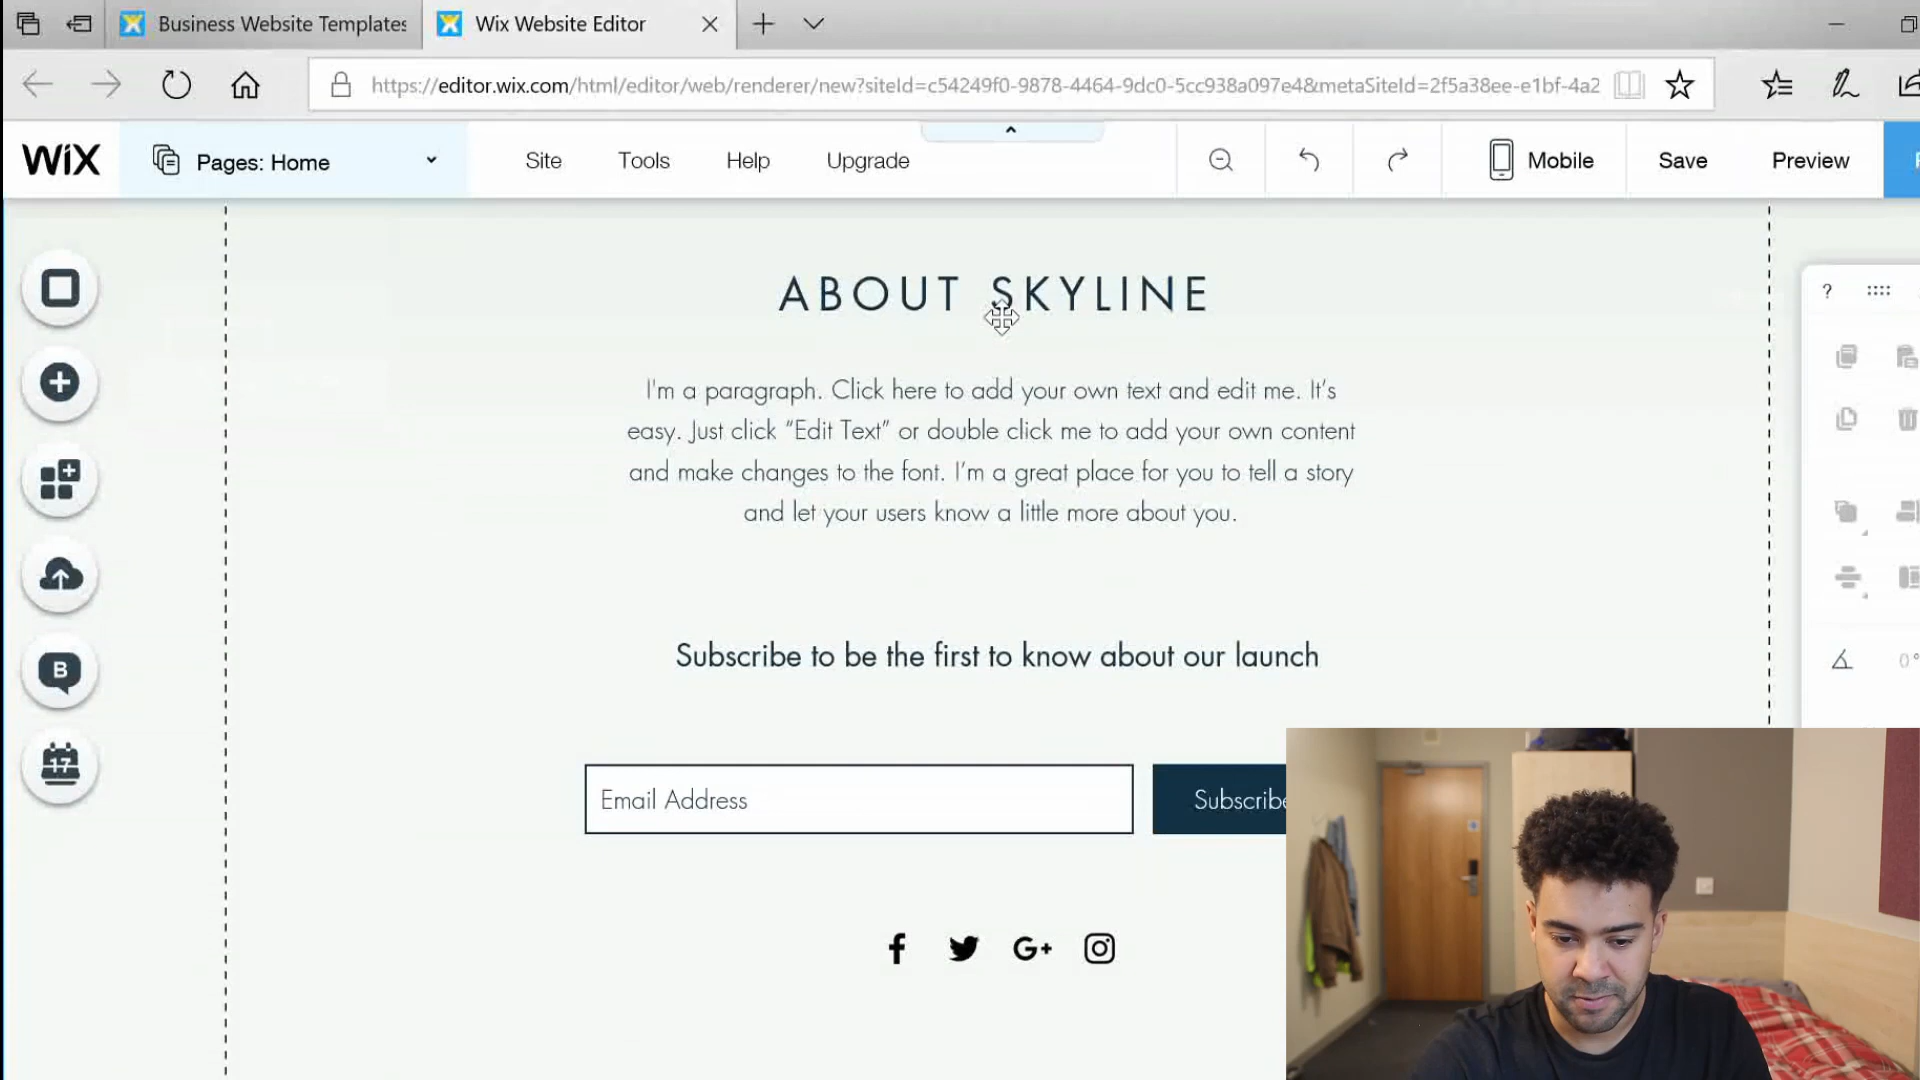 Business Website Templates
Wix Website Editor
https://editor.wix.com/html/editor/web/renderer/new?siteId=c54249f0-9878-4464-9dc0-5cc938a097e4&metaSiteId=2f5a38ee-e1bf-4a2
WiX
Pages: Home
Site
Tools
Help
Upgrade
Mobile
Save
Preview
ABOUT SKYLINE
?
I'm a paragraph. Click here to add your own text and edit me. It's
easy. Just click “Edit Text” or double click me to add your own content
and make changes to the font. I'm a great place for you to tell a story
and let your users know a little more about you.
Subscribe to be the first to know about our launch
0°
B
17
Email Address
Subscribe
f
G+